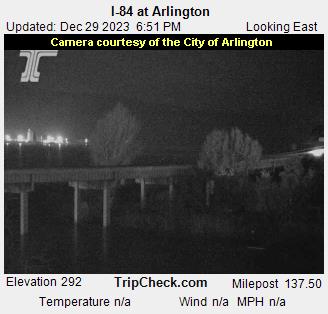 I-84 at Arlington
Updated: Dec 29 2023 6:51 PM Looking East
Camera courtesy of the City of Arlington
Elevation 292 TripCheck.com Milepost 137.50
Temperature n/a Wind n/a MPH n/a